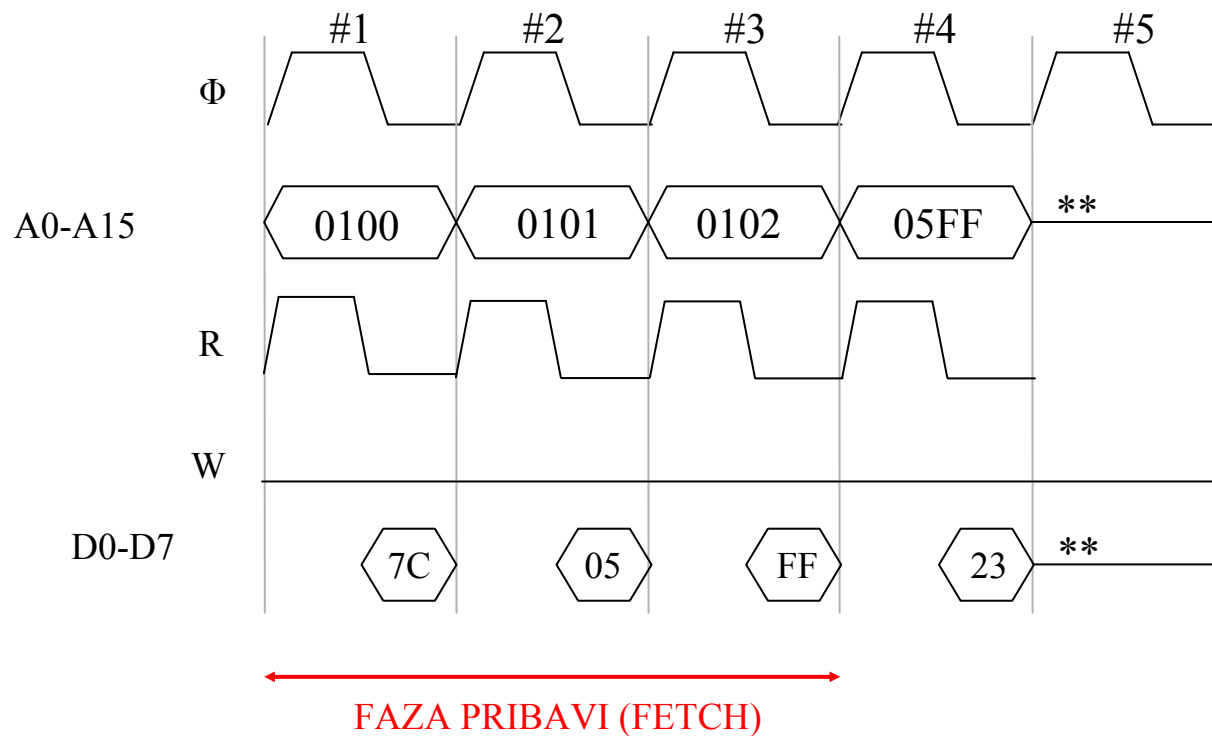 #1 #2 #3 #4 #5
Φ
A0-A15 0100 0101 0102 05FF **
R
W
D0-D7 7C 05 FF 23 **
FAZA PRIBAVI (FETCH)